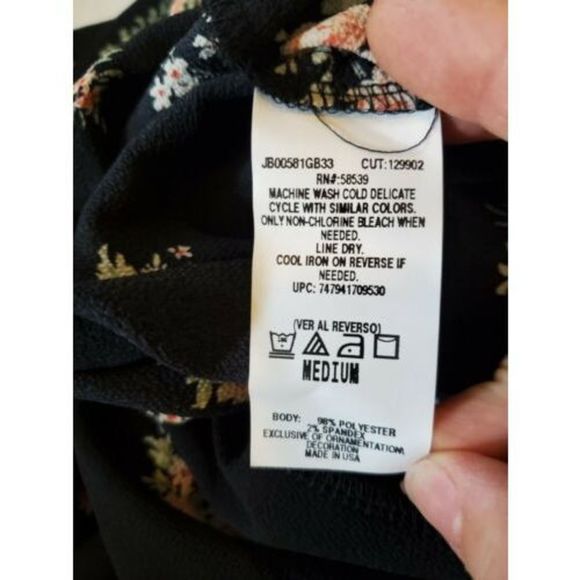 JB00581GB33 CUT:129902
RN#:58539
MACHINE WASH COLD DELICATE
CYCLE WITH SIMILAR COLORS.
ONLY NON-CHLORINE BLEACH WHEN
NEEDED.
LINE DRY.
COOL IRON ON REVERSE IF
NEEDED.
UPC: 747941709530
(VER AL REVERSO)
MEDIUM
BODY: 98% POLYESTER
2% SPANDEX
EXCLUSIVE OF ORNAMENTATION\
DECORATION
MADE IN USA